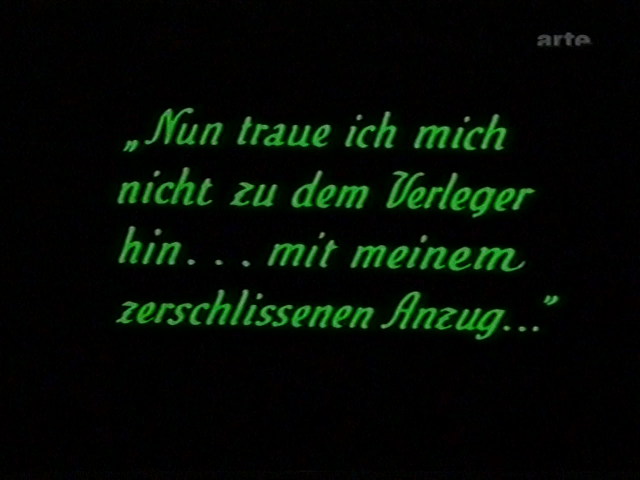 arte
„Nun traue ich mich
nicht zu dem Verleger
hin... mit meinem
zerschlissenen Anzug..."